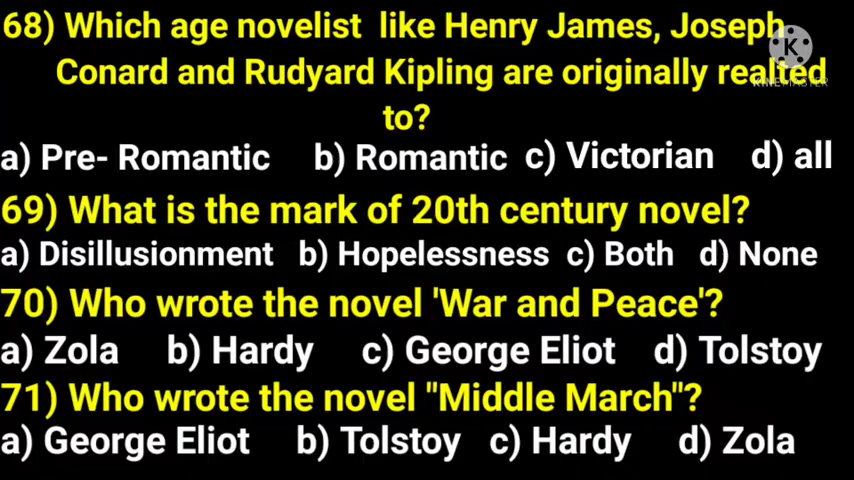 68) Which age novelist like Henry James, Joseph
Conard and Rudyard Kipling are originally realted
to?
a) Pre- Romantic b) Romantic c) Victorian d) all
69) What is the mark of 20th century novel?
a) Disillusionment b) Hopelessness c) Both d) None
70) Who wrote the novel 'War and Peace'?
a) Zola b) Hardy c) George Eliot d) Tolstoy
71) Who wrote the novel "Middle March"?
a) George Eliot b) Tolstoy c) Hardy d) Zola
K
KINEMASTER